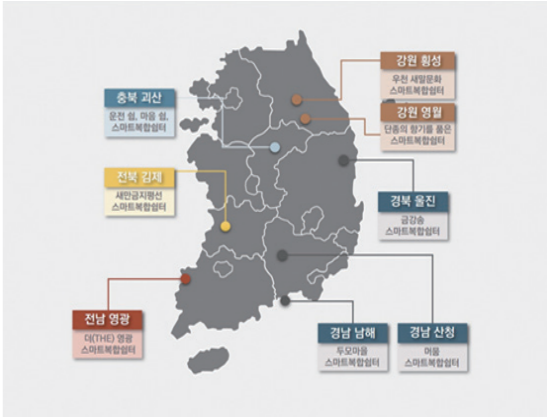 강원 횡성
우천 새말문화
스마트복합쉼터
충북 괴산
운전 쉼, 마음 쉼,
스마트복합쉼터
강원 영월
단종의 향기를 품은
스마트복합쉼터
전북 김제
새만금지평선
스마트복합쉼터
경북 울진
금강송
스마트복합쉼터
전남 영광
더(THE) 영광
스마트복합쉼터
경남 남해
두모마을
스마트복합쉼터
경남 산청
머뭄
스마트복합쉼터